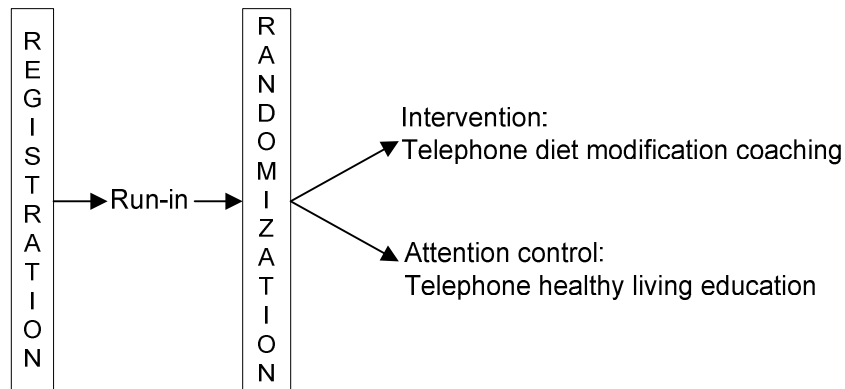 REGISTRATION
Run-in
RANDOMIZATION
Intervention:
Telephone diet modification coaching
Attention control:
Telephone healthy living education